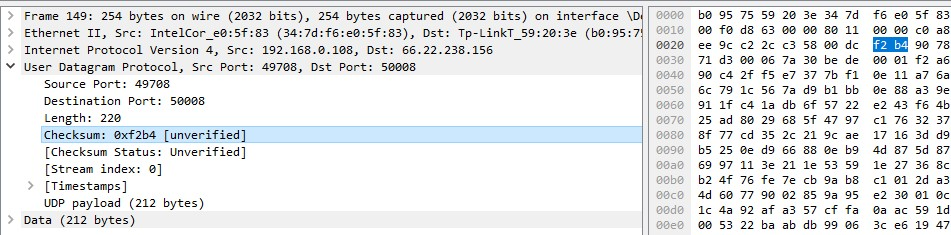 Frame 149: 254 bytes on wire (2032 bits), 254 bytes captured (2032 bits) on interface \De
Ethernet II, Src: IntelCor_e0:5f:83 (34:7d:f6:e0:5f:83), Dst: Tp-LinkT_59:20:3e (b0:95:75
Internet Protocol Version 4, Src: 192.168.0.108, Dst: 66.22.238.156
User Datagram Protocol, Src Port: 49708, Dst Port: 50008
Source Port: 49708
Destination Port: 50008
Length: 220
Checksum: 0xf2b4 [unverified]
[Checksum Status: Unverified]
[Stream index: 0]
[Timestamps]
UDP payload (212 bytes)
Data (212 bytes)
0000 b0 95 75 59 20 3e 34 7d f6 e0 5f 83
0010 00 f0 d8 63 00 00 80 11 00 00 c0 a8
0020 ee 9c c2 2c c3 58 00 dc f2 b4 90 78
0030 71 d3 00 06 7a 30 be de 00 01 f2 a6
0040 90 c4 2f f5 e7 37 7b f1 0e 11 a7 6a
0050 6c 79 1c 56 7a d9 b1 bb 0e 88 a3 9e
0060 91 1f c4 1a db 6f 57 22 e2 43 f6 4b
0070 25 ad 80 29 68 5f 47 97 c1 76 32 37
0080 8f 77 cd 35 2c 21 9c ae 17 16 3d d9
0090 b5 25 0e d9 66 88 0e b9 4d 87 5d 87
00a0 69 97 11 3e 21 1e 53 59 1e 27 36 8c
00b0 b2 4f 76 fe 7e cb 9a b8 c1 01 2d a3
00c0 4d 60 77 90 02 85 9a 95 e2 30 01 0c
00d0 1c 4a 92 af a3 57 cf fa 0a ac 59 1d
00e0 00 53 22 ba ab db 99 06 3c e6 19 47